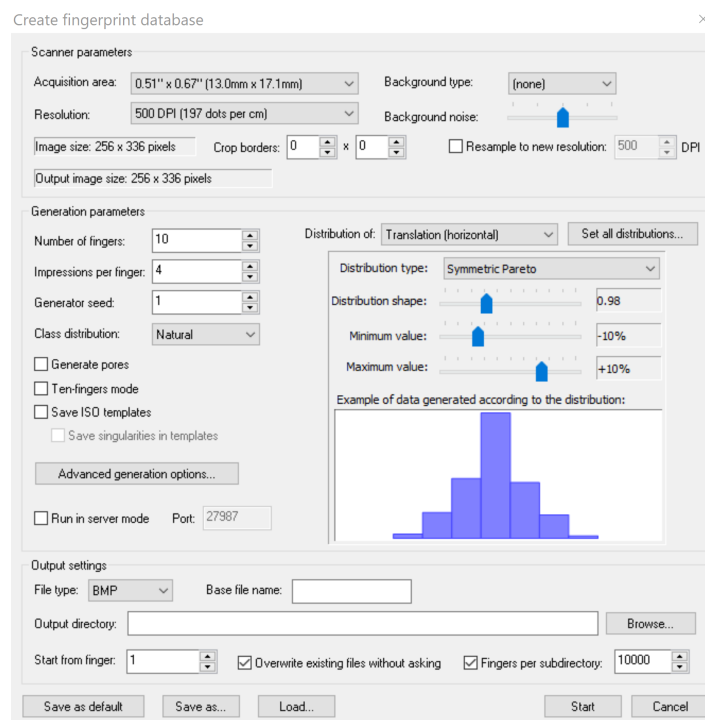 Create fingerprint database
Scanner parameters
Acquisition area: 0.51" x 0.67" (13.0mm x 17.1mm) Background type: (none)
Resolution: 500 DPI (197 dots per cm) Background noise:
Image size: 256 x 336 pixels Crop borders: 0 x 0 Resample to new resolution: 500 DPI
Output image size: 256 x 336 pixels
Generation parameters
Number of fingers: 10 Distribution of: Translation (horizontal) Set all distributions...
Impressions per finger: 4 Distribution type: Symmetric Pareto
Generator seed: 1 Distribution shape: 0.98
Class distribution: Natural Minimum value: -10%
Generate pores Maximum value: +10%
Ten-fingers mode
Save ISO templates Example of data generated according to the distribution:
Save singularities in templates
Advanced generation options...
Run in server mode Port: 27987
Output settings
File type: BMP Base file name:
Output directory: Browse...
Start from finger: 1 Overwrite existing files without asking Fingers per subdirectory: 10000
Save as default Save as... Load... Start Cancel